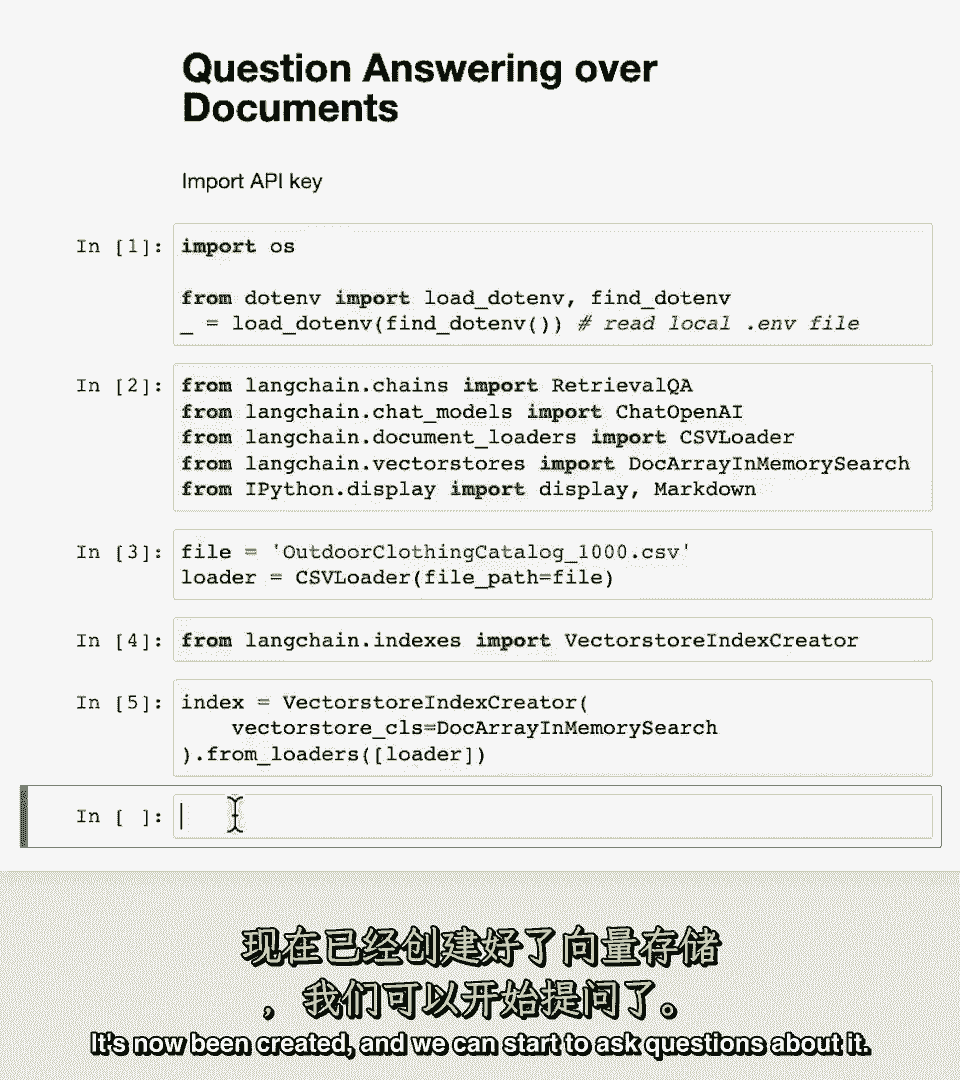 Question Answering over
Documents
Import API key
In [1]: import os
from dotenv import load_dotenv, find_dotenv
_ = load_dotenv(find_dotenv()) # read local .env file
In [2]: from langchain.chains import RetrievalQA
from langchain.chat_models import ChatOpenAI
from langchain.document_loaders import CSVLoader
from langchain.vectorstores import DocArrayInMemorySearch
from IPython.display import display, Markdown
In [3]: file = 'OutdoorClothingCatalog_1000.csv'
loader = CSVLoader(file_path=file)
In [4]: from langchain.indexes import VectorstoreIndexCreator
In [5]: index = VectorstoreIndexCreator(
vectorstore_cls=DocArrayInMemorySearch
).from_loaders([loader])
In [ ]:
现在已经创建好了向量存储
，我们可以开始提问了。
It's now been created, and we can start to ask questions about it.